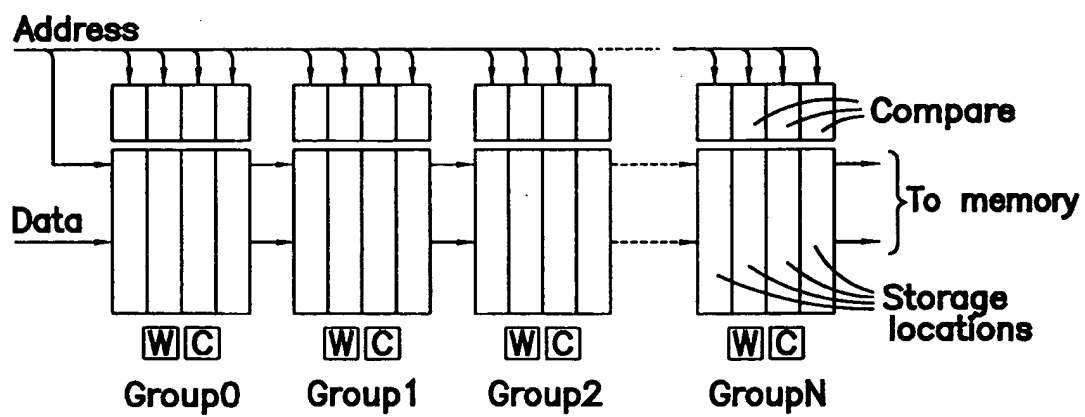 Address
Compare
Data
To memory
Storage
locations
W C W C W C W C
Group0 Group1 Group2 GroupN